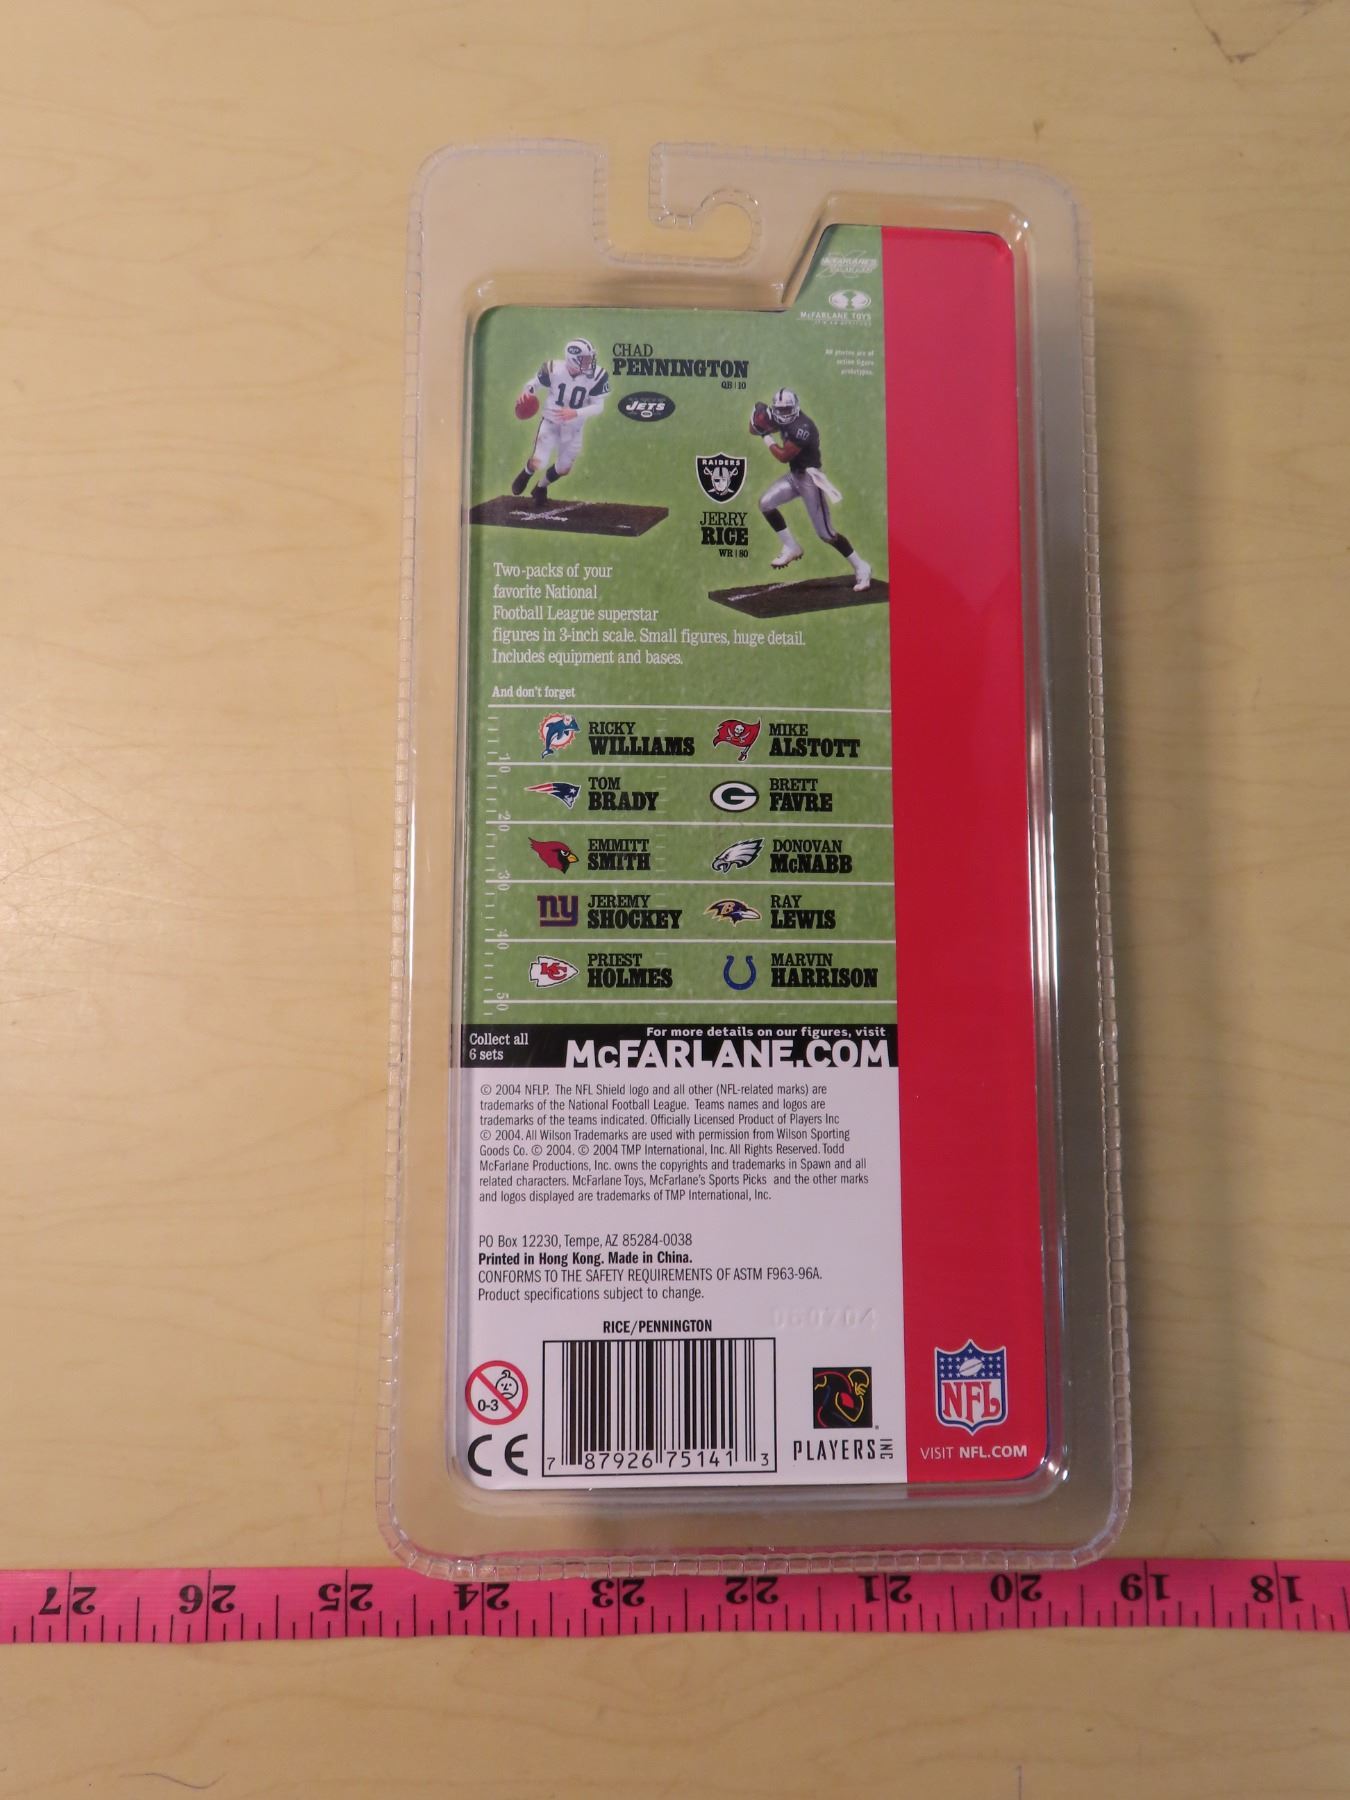 McFARLANE'S
McFARLANE TOYS
All photos are of
action figure
prototypes.
CHAD
PENNINGTON
QB | 10
JETS
10
80
RAIDERS
JERRY
RICE
WR | 80
Two-packs of your
favorite National
Football League superstar
figures in 3-inch scale. Small figures, huge detail.
Includes equipment and bases.
And don't forget
RICKY
WILLIAMS
MIKE
ALSTOTT
10
TOM
BRADY
G
BRETT
FAVRE
20
EMMITT
SMITH
DONOVAN
McNABB
30
ny
JEREMY
SHOCKEY
B
RAY
LEWIS
40
KC
PRIEST
HOLMES
MARVIN
HARRISON
50
Collect all
6 sets
For more details on our figures, visit
McFARLANE.COM
© 2004 NFLP. The NFL Shield logo and all other (NFL-related marks) are
trademarks of the National Football League. Teams names and logos are
trademarks of the teams indicated. Officially Licensed Product of Players Inc
© 2004. All Wilson Trademarks are used with permission from Wilson Sporting
Goods Co. © 2004. © 2004 TMP International, Inc. All Rights Reserved. Todd
McFarlane Productions, Inc. owns the copyrights and trademarks in Spawn and all
related characters. McFarlane Toys, McFarlane's Sports Picks and the other marks
and logos displayed are trademarks of TMP International, Inc.
PO Box 12230, Tempe, AZ 85284-0038
Printed in Hong Kong. Made in China.
CONFORMS TO THE SAFETY REQUIREMENTS OF ASTM F963-96A.
Product specifications subject to change.
060704
RICE/PENNINGTON
0-3
CE
7 87926 75141 3
PLAYERS INC
NFL
VISIT NFL.COM
27 26 25 24 23 22 21 20 19 18